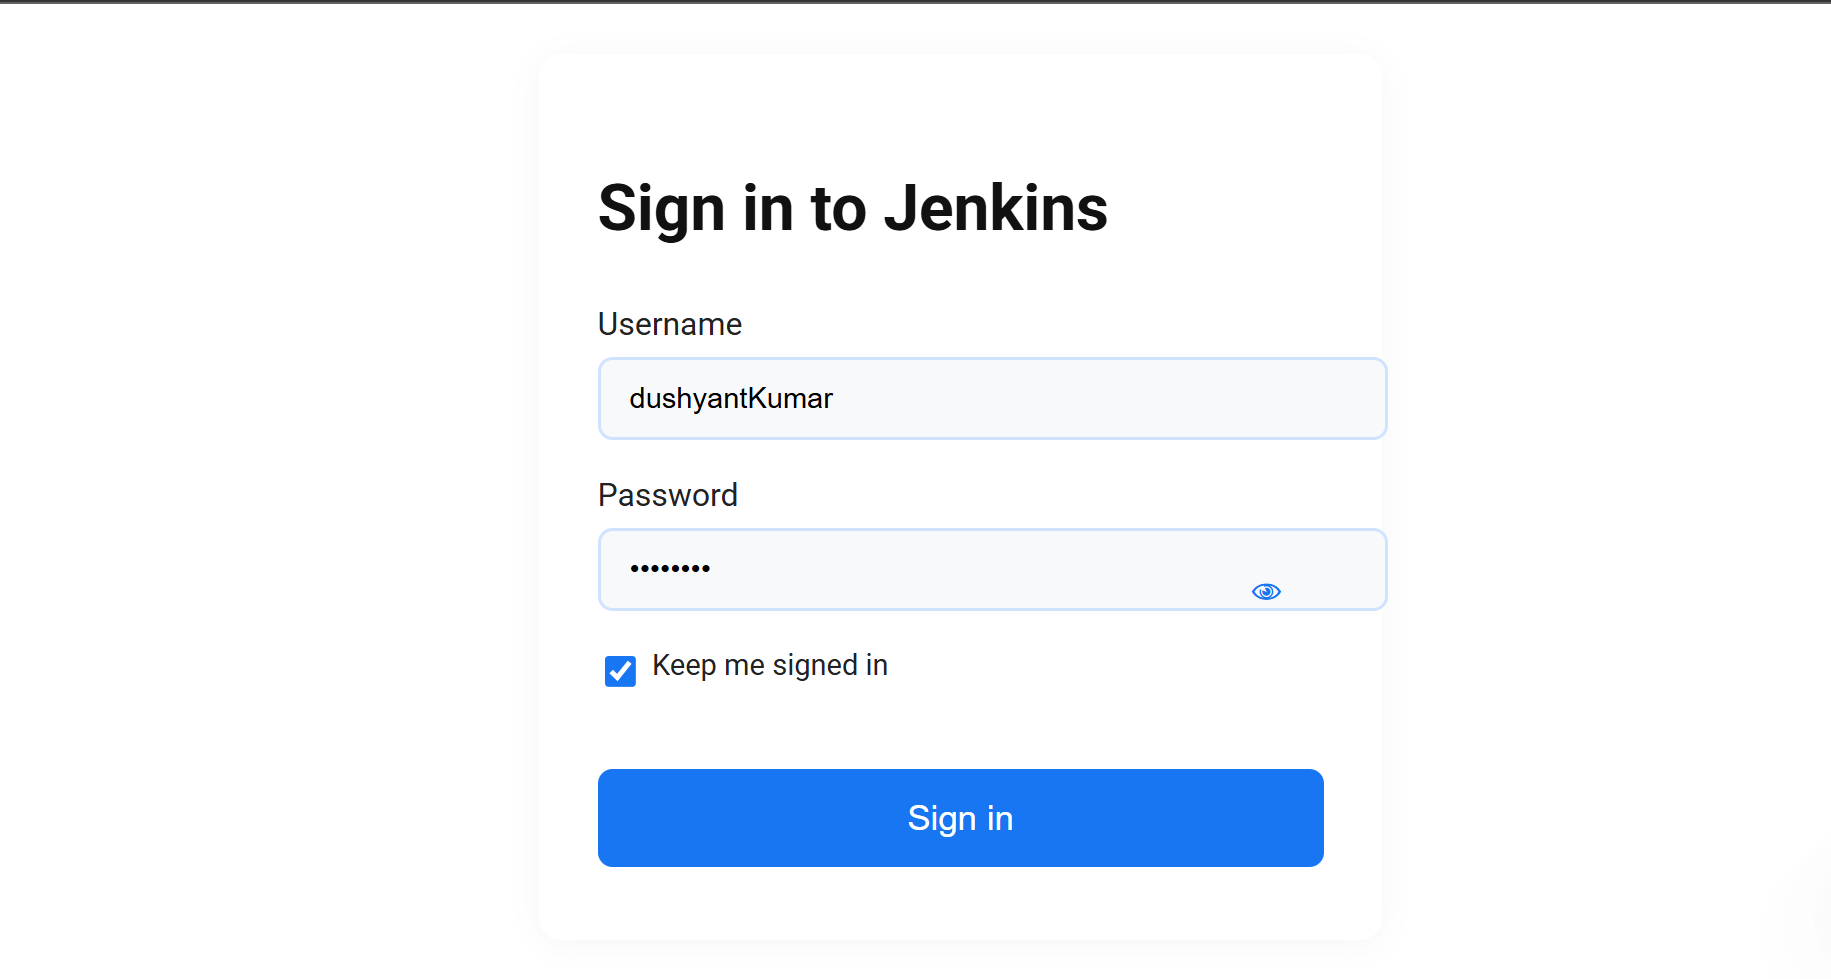 Sign in to Jenkins
Username
dushyantKumar
Password
••••••••
Keep me signed in
Sign in